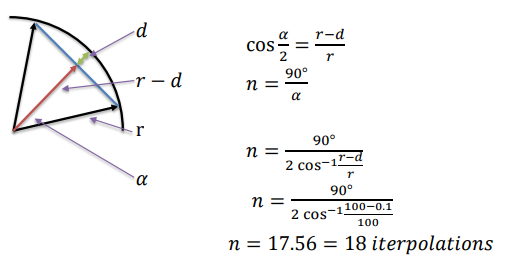 d
r − d
r
α
cos α/2 = r−d/r
n = 90°/α
n = 90°/2 cos⁻¹ r−d/r
n = 90°/2 cos⁻¹ 100−0.1/100
n = 17.56 = 18 iterpolations